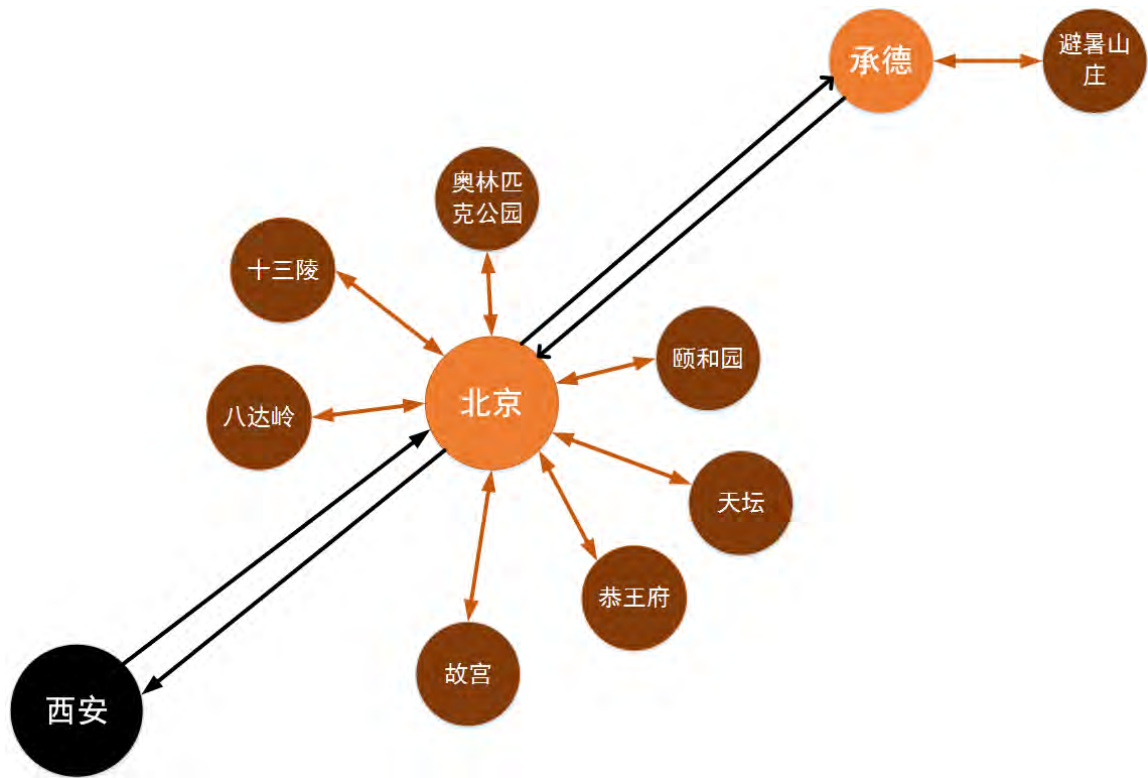 承德
避暑山
庄
奥林匹
克公园
十三陵
颐和园
北京
八达岭
天坛
恭王府
故宫
西安